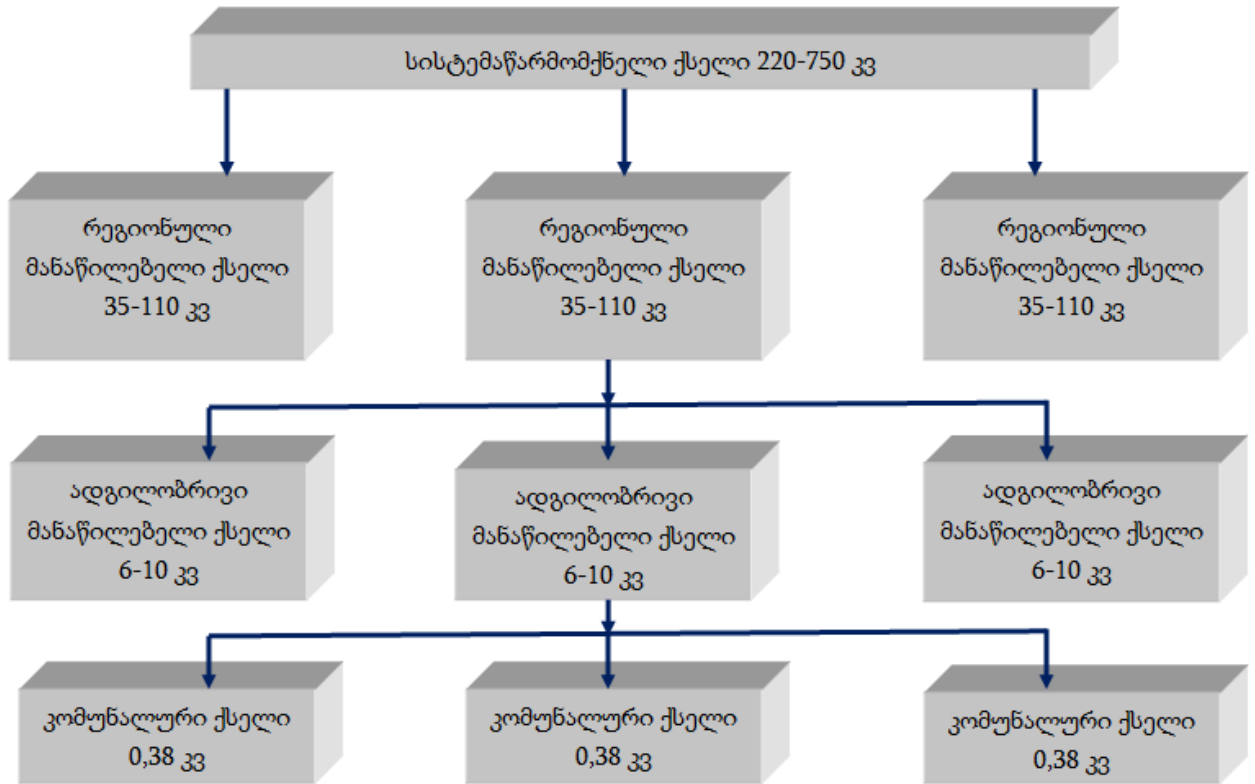 სისტემაწარმომქნელი ქსელი 220-750 კვ
რეგიონული
მანაწილებელი ქსელი
35-110 კვ
რეგიონული
მანაწილებელი ქსელი
35-110 კვ
რეგიონული
მანაწილებელი ქსელი
35-110 კვ
ადგილობრივი
მანაწილებელი ქსელი
6-10 კვ
ადგილობრივი
მანაწილებელი ქსელი
6-10 კვ
ადგილობრივი
მანაწილებელი ქსელი
6-10 კვ
კომუნალური ქსელი
0,38 კვ
კომუნალური ქსელი
0,38 კვ
კომუნალური ქსელი
0,38 კვ